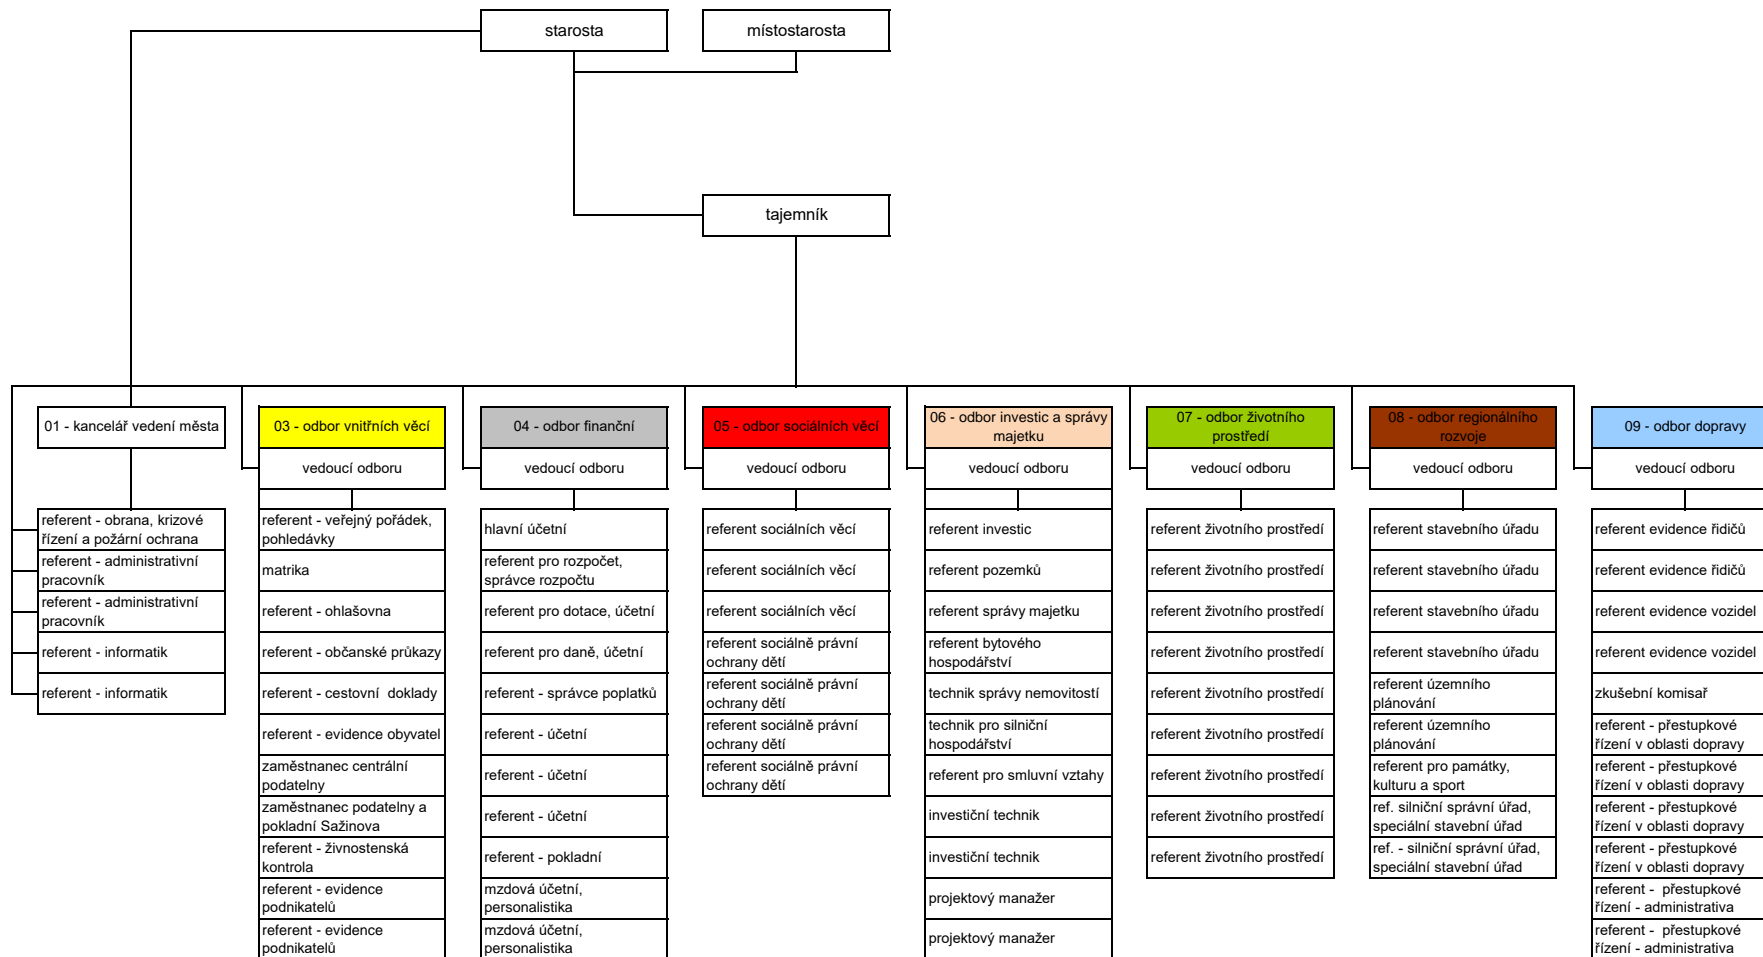 starosta
místostarosta
tajemník
01 - kancelář vedení města
referent - obrana, krizové
řízení a požární ochrana
referent - administrativní
pracovník
referent - administrativní
pracovník
referent - informatik
referent - informatik
03 - odbor vnitřních věcí
vedoucí odboru
referent - veřejný pořádek,
pohledávky
matrika
referent - ohlašovna
referent - občanské průkazy
referent - cestovní  doklady
referent - evidence obyvatel
zaměstnanec centrální
podatelny
zaměstnanec podatelny a
pokladní Sažinova
referent - živnostenská
kontrola
referent - evidence
podnikatelů
referent - evidence
podnikatelů
04 - odbor finanční
vedoucí odboru
hlavní účetní
referent pro rozpočet,
správce rozpočtu
referent pro dotace, účetní
referent pro daně, účetní
referent - správce poplatků
referent - účetní
referent - účetní
referent - účetní
referent - pokladní
mzdová účetní,
personalistika
mzdová účetní,
personalistika
05 - odbor sociálních věcí
vedoucí odboru
referent sociálních věcí
referent sociálních věcí
referent sociálních věcí
referent sociálně právní
ochrany dětí
referent sociálně právní
ochrany dětí
referent sociálně právní
ochrany dětí
referent sociálně právní
ochrany dětí
06 - odbor investic a správy
majetku
vedoucí odboru
referent investic
referent pozemků
referent správy majetku
referent bytového
hospodářství
technik správy nemovitostí
technik pro silniční
hospodářství
referent pro smluvní vztahy
investiční technik
investiční technik
projektový manažer
projektový manažer
07 - odbor životního
prostředí
vedoucí odboru
referent životního prostředí
referent životního prostředí
referent životního prostředí
referent životního prostředí
referent životního prostředí
referent životního prostředí
referent životního prostředí
referent životního prostředí
referent životního prostředí
08 - odbor regionálního
rozvoje
vedoucí odboru
referent stavebního úřadu
referent stavebního úřadu
referent stavebního úřadu
referent stavebního úřadu
referent územního
plánování
referent územního
plánování
referent pro památky,
kulturu a sport
ref. silniční správní úřad,
speciální stavební úřad
ref. - silniční správní úřad,
speciální stavební úřad
09 - odbor dopravy
vedoucí odboru
referent evidence řidičů
referent evidence řidičů
referent evidence vozidel
referent evidence vozidel
zkušební komisař
referent - přestupkové
řízení v oblasti dopravy
referent - přestupkové
řízení v oblasti dopravy
referent - přestupkové
řízení v oblasti dopravy
referent - přestupkové
řízení v oblasti dopravy
referent -  přestupkové
řízení - administrativa
referent -  přestupkové
řízení - administrativa